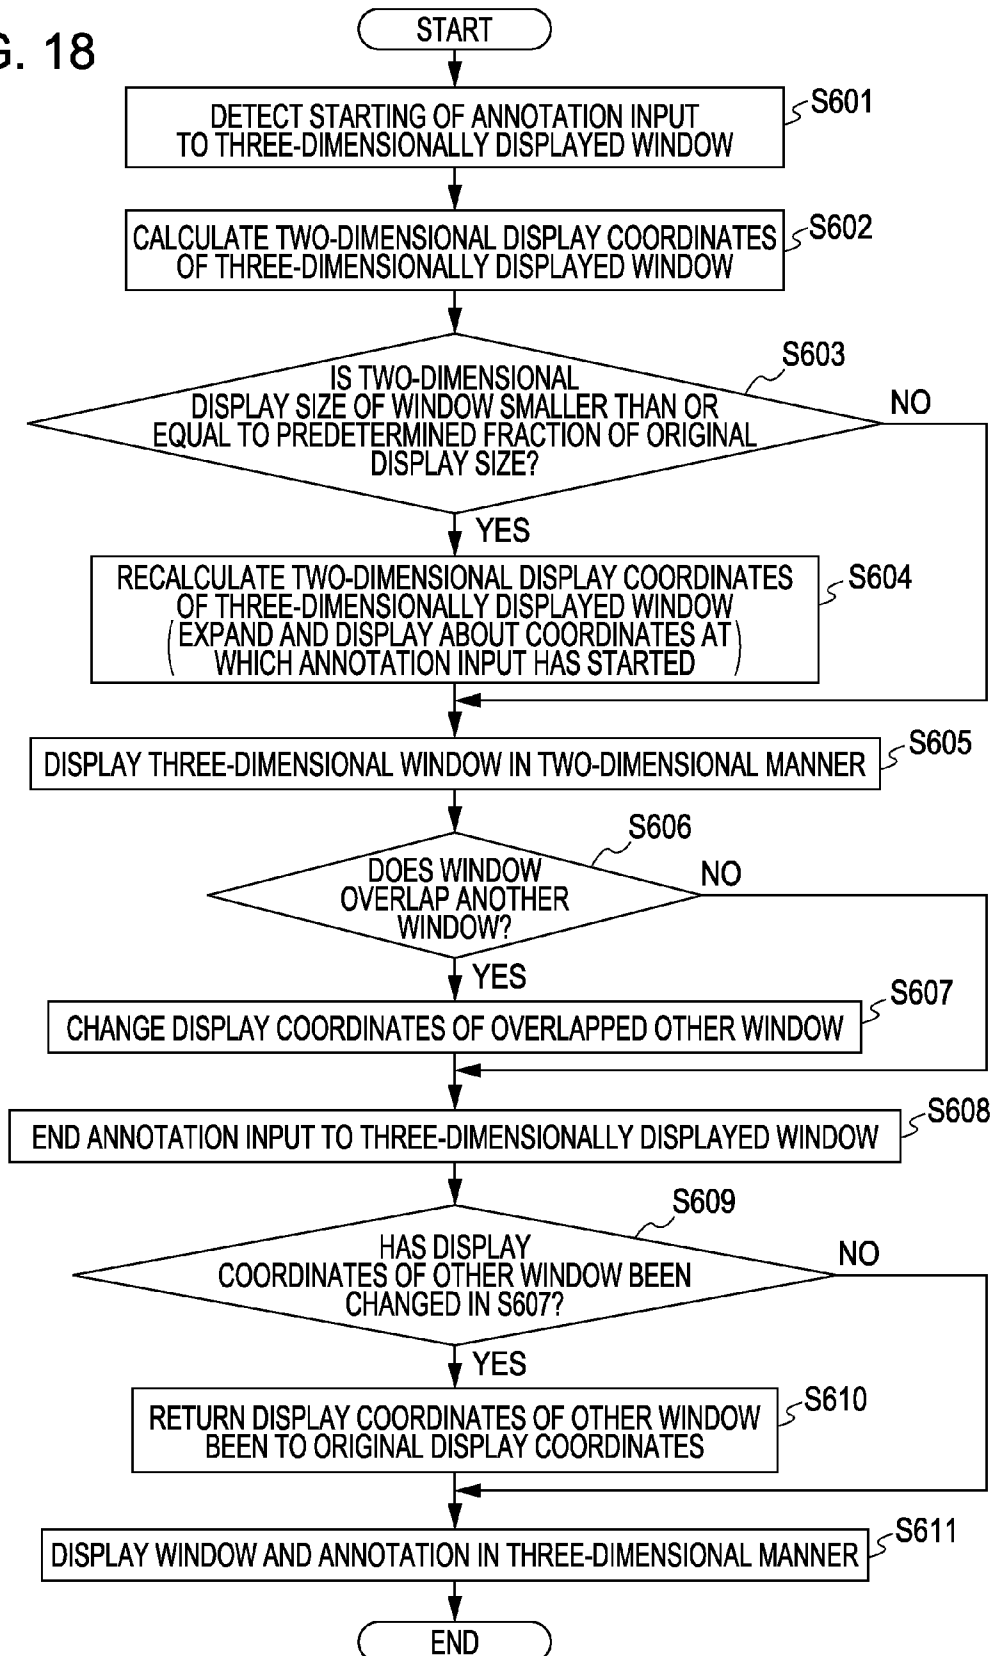 G. 18
START
S601
DETECT STARTING OF ANNOTATION INPUT
TO THREE-DIMENSIONALLY DISPLAYED WINDOW
S602
CALCULATE TWO-DIMENSIONAL DISPLAY COORDINATES
OF THREE-DIMENSIONALLY DISPLAYED WINDOW
S603
IS TWO-DIMENSIONAL
DISPLAY SIZE OF WINDOW SMALLER THAN OR
EQUAL TO PREDETERMINED FRACTION OF ORIGINAL
DISPLAY SIZE?
NO
YES
S604
RECALCULATE TWO-DIMENSIONAL DISPLAY COORDINATES
OF THREE-DIMENSIONALLY DISPLAYED WINDOW
(EXPAND AND DISPLAY ABOUT COORDINATES AT
WHICH ANNOTATION INPUT HAS STARTED)
S605
DISPLAY THREE-DIMENSIONAL WINDOW IN TWO-DIMENSIONAL MANNER
S606
DOES WINDOW
OVERLAP ANOTHER
WINDOW?
NO
YES
S607
CHANGE DISPLAY COORDINATES OF OVERLAPPED OTHER WINDOW
S608
END ANNOTATION INPUT TO THREE-DIMENSIONALLY DISPLAYED WINDOW
S609
HAS DISPLAY
COORDINATES OF OTHER WINDOW BEEN
CHANGED IN S607?
NO
YES
S610
RETURN DISPLAY COORDINATES OF OTHER WINDOW
BEEN TO ORIGINAL DISPLAY COORDINATES
S611
DISPLAY WINDOW AND ANNOTATION IN THREE-DIMENSIONAL MANNER
END